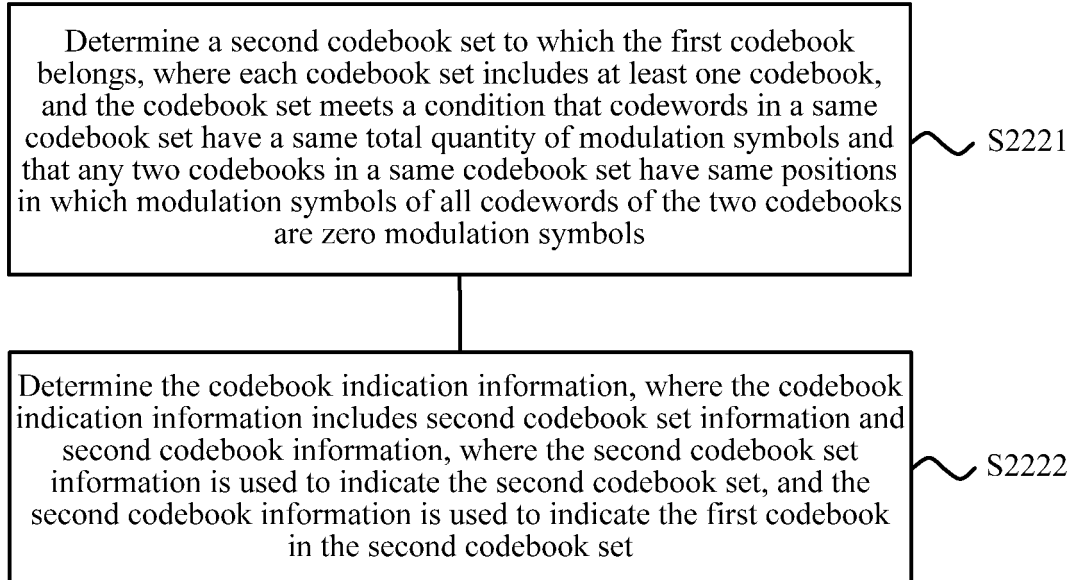 Determine a second codebook set to which the first codebook
belongs, where each codebook set includes at least one codebook,
and the codebook set meets a condition that codewords in a same
codebook set have a same total quantity of modulation symbols and
that any two codebooks in a same codebook set have same positions
in which modulation symbols of all codewords of the two codebooks
are zero modulation symbols
S2221
Determine the codebook indication information, where the codebook
indication information includes second codebook set information and
second codebook information, where the second codebook set
information is used to indicate the second codebook set, and the
second codebook information is used to indicate the first codebook
in the second codebook set
S2222